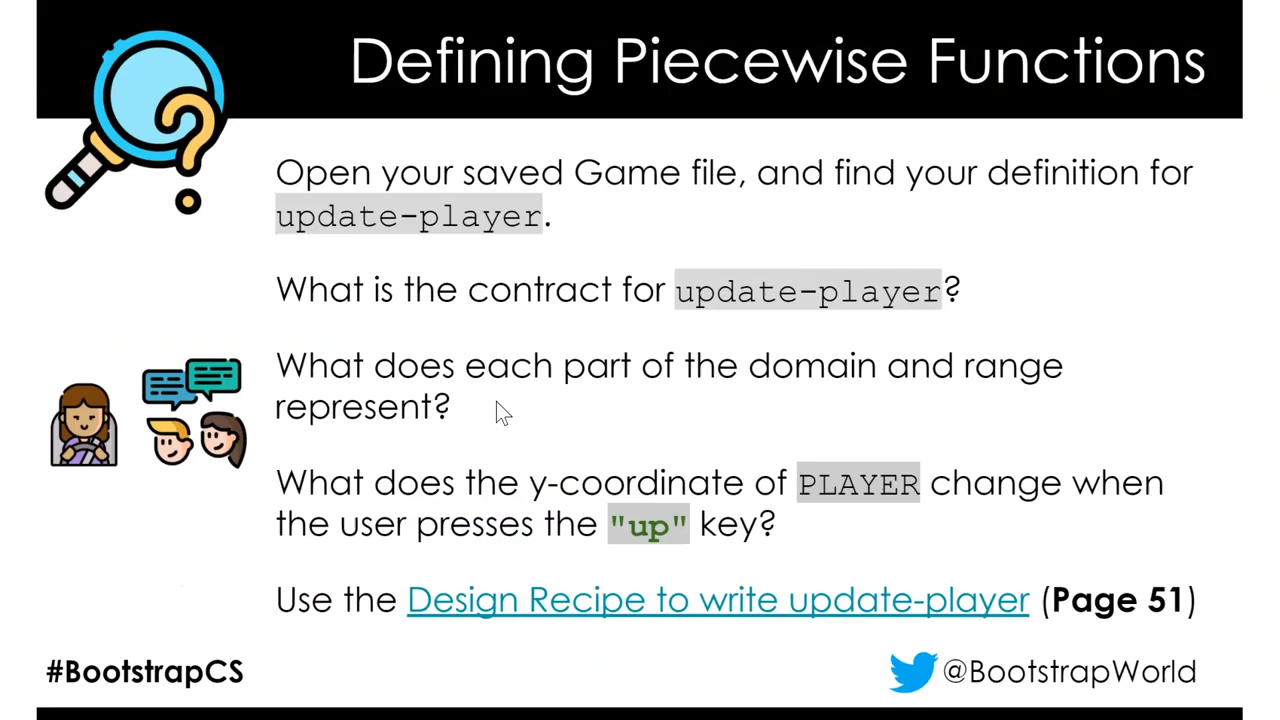 Defining Piecewise Functions
Open your saved Game file, and find your definition for
update-player.
What is the contract for update-player?
What does each part of the domain and range
represent?
What does the y-coordinate of PLAYER change when
the user presses the "up" key?
Use the Design Recipe to write update-player (Page 51)
#BootstrapCS
@BootstrapWorld